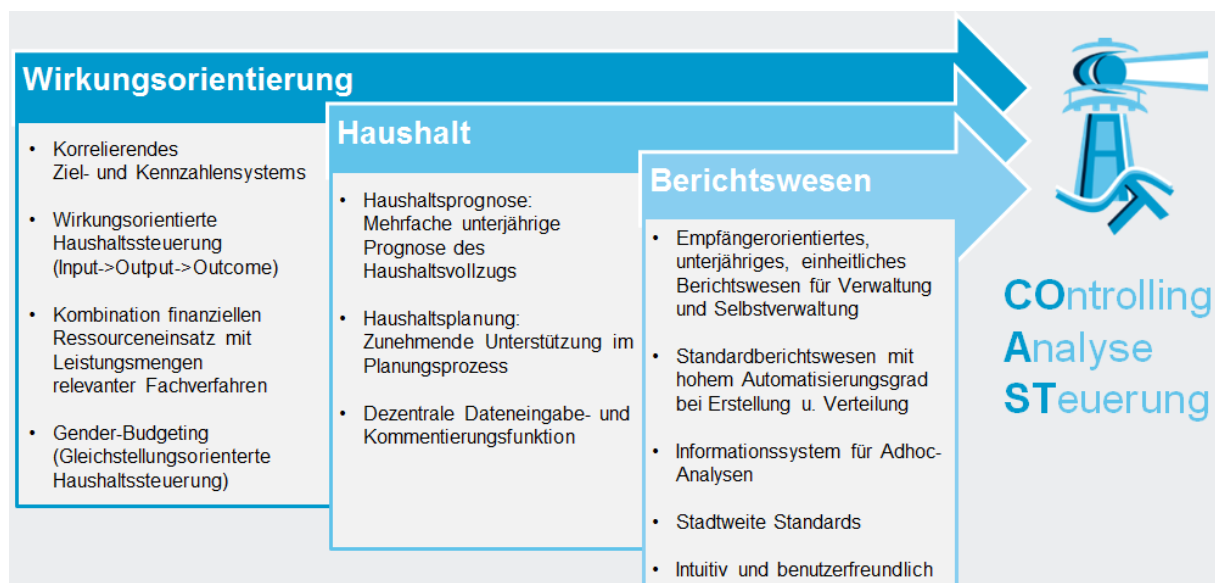 Wirkungsorientierung
• Korrelierendes
Ziel- und Kennzahlensystems
• Wirkungsorientierte
Haushaltssteuerung
(Input->Output->Outcome)
• Kombination finanziellen
Ressourceneinsatz mit
Leistungsmengen
relevanter Fachverfahren
• Gender-Budgeting
(Gleichstellungsorienterte
Haushaltssteuerung)
Haushalt
• Haushaltsprognose:
Mehrfache unterjährige
Prognose des
Haushaltsvollzugs
• Haushaltsplanung:
Zunehmende Unterstützung im
Planungsprozess
• Dezentrale Dateneingabe- und
Kommentierungsfunktion
Berichtswesen
• Empfängerorientiertes,
unterjähriges, einheitliches
Berichtswesen für Verwaltung
und Selbstverwaltung
• Standardberichtswesen mit
hohem Automatisierungsgrad
bei Erstellung u. Verteilung
• Informationssystem für Adhoc-
Analysen
• Stadtweite Standards
• Intuitiv und benutzerfreundlich
COntrolling
Analyse
STeuerung